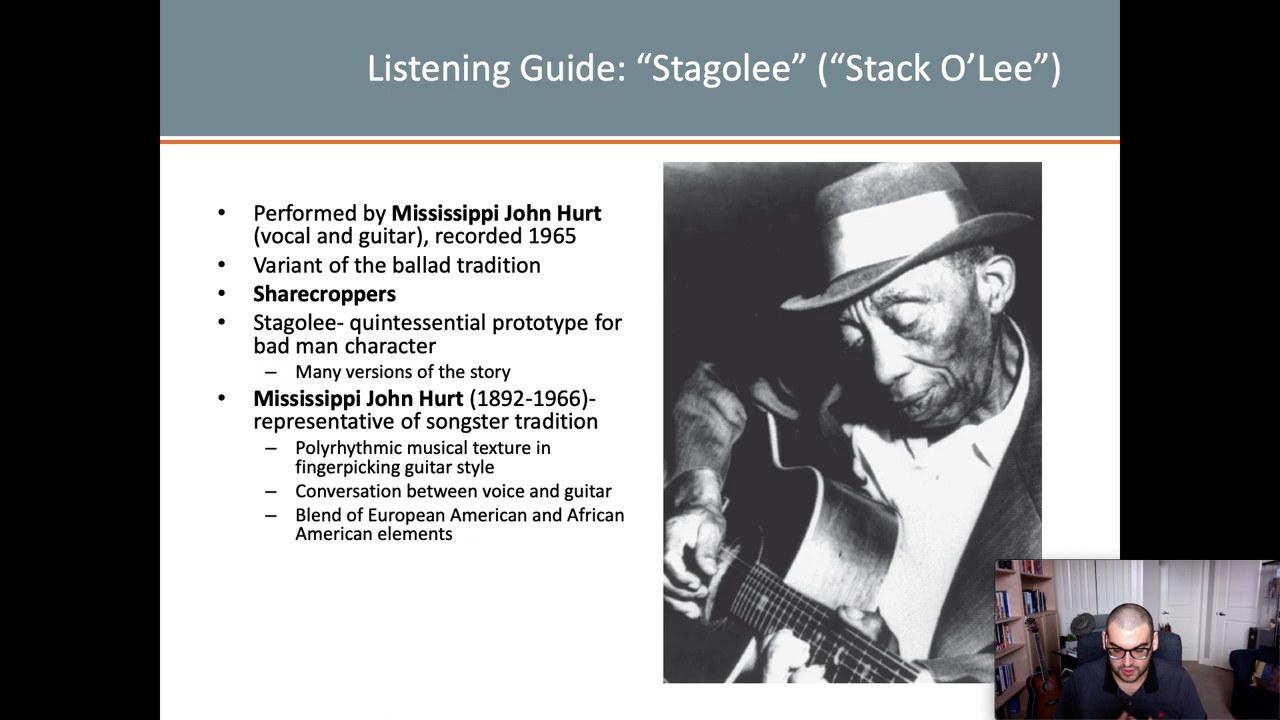 Listening Guide: “Stagolee” (“Stack O’Lee”)
• Performed by Mississippi John Hurt
(vocal and guitar), recorded 1965
• Variant of the ballad tradition
• Sharecroppers
• Stagolee- quintessential prototype for
bad man character
– Many versions of the story
• Mississippi John Hurt (1892-1966)-
representative of songster tradition
– Polyrhythmic musical texture in
fingerpicking guitar style
– Conversation between voice and guitar
– Blend of European American and African
American elements